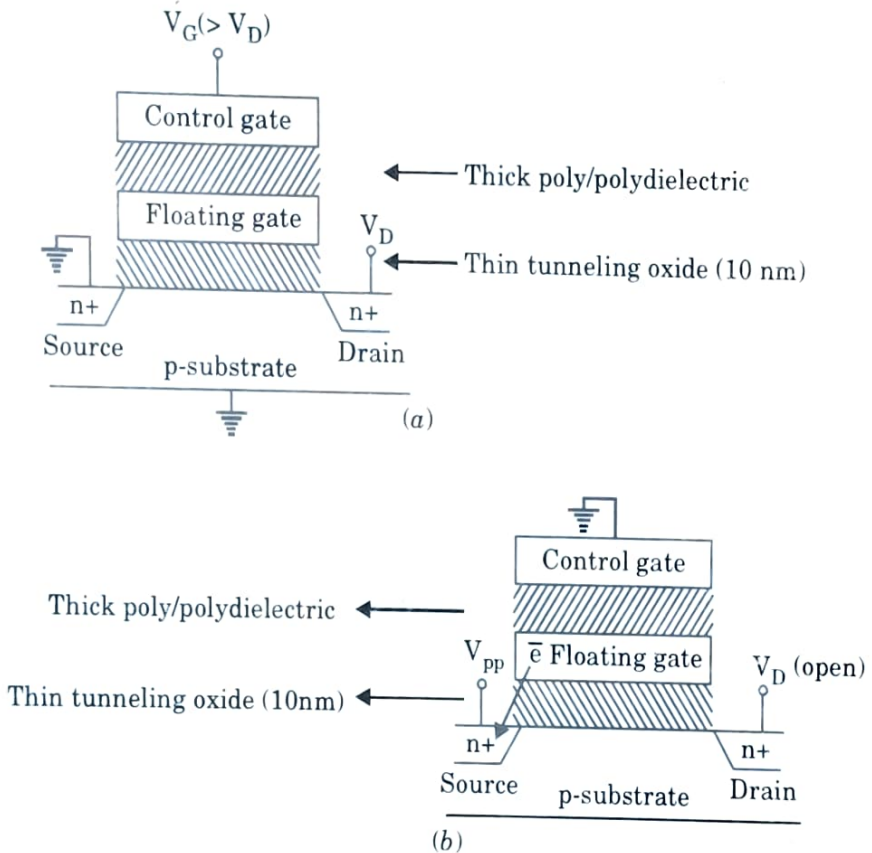 V_G(> V_D)
Control gate
Thick poly/polydielectric
Floating gate
V_D
Thin tunneling oxide (10 nm)
n+
n+
Source
Drain
p-substrate
(a)
Control gate
Thick poly/polydielectric
V_pp
e̅ Floating gate
V_D (open)
Thin tunneling oxide (10nm)
n+
n+
Source
p-substrate
Drain
(b)